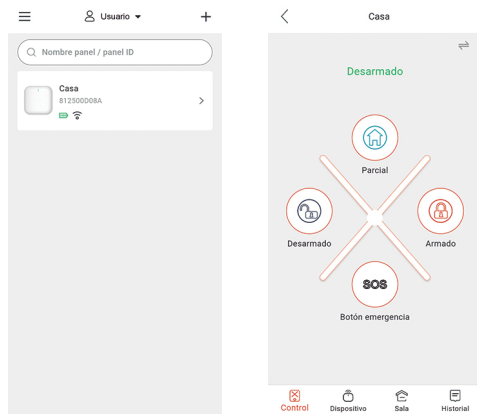 Usuario
Nombre panel / panel ID
Casa
812500D08A
Casa
Desarmado
Parcial
Desarmado
Armado
SOS
Botón emergencia
Control
Dispositivo
Sala
Historial